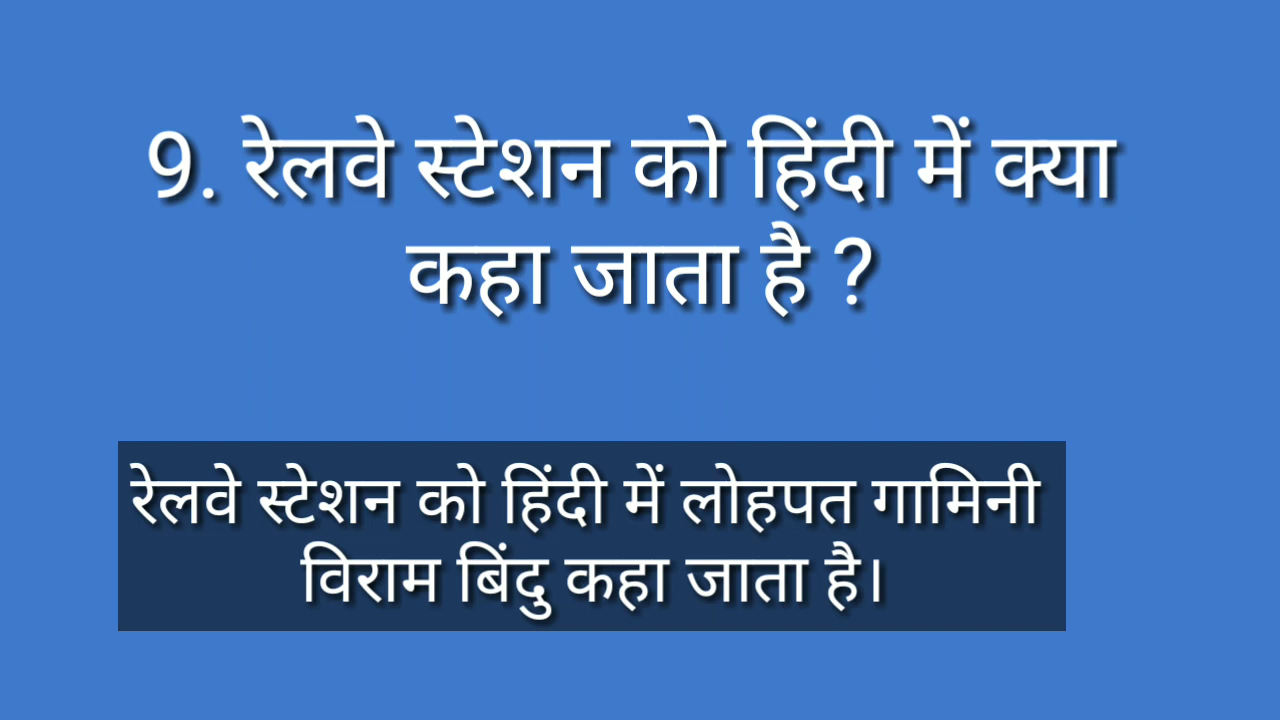 9. रेलवे स्टेशन को हिंदी में क्या
कहा जाता है ?
रेलवे स्टेशन को हिंदी में लोहपत गामिनी
विराम बिंदु कहा जाता है।